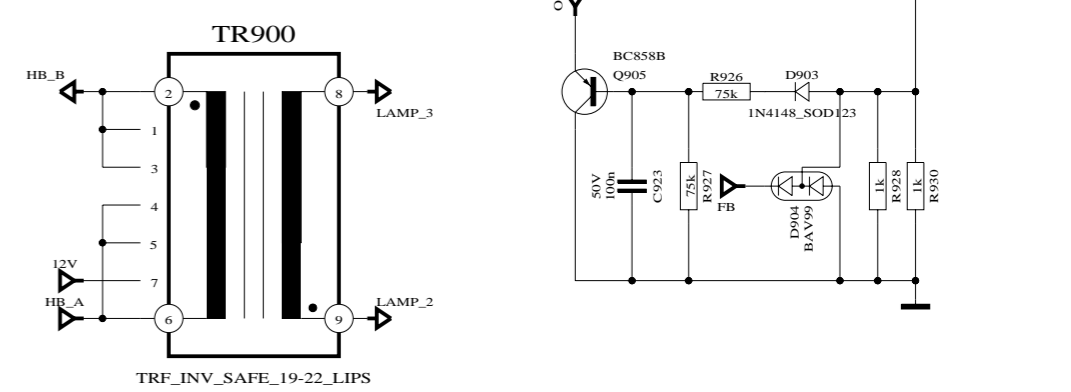 TR900
HB_B
2
8
LAMP_3
1
3
4
5
12V
7
HB_A
6
9
LAMP_2
TRF_INV_SAFE_19-22_LIPS
O
BC858B
Q905
R926
75k
D903
1N4148_SOD123
50V
100n
C923
75k
R927
FB
D904
BAV99
1k
R928
1k
R930